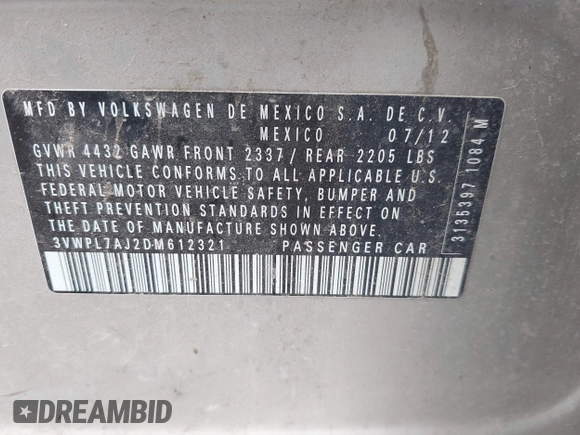 MFD BY VOLKSWAGEN DE MEXICO S.A. DE C.V.
MEXICO 07/12
GVWR 4432 GAWR FRONT 2337/ REAR 2205 LBS
THIS VEHICLE CONFORMS TO ALL APPLICABLE U.S.
FEDERAL MOTOR VEHICLE SAFETY, BUMPER AND
THEFT PREVENTION STANDARDS IN EFFECT ON
THE DATE OF MANUFACTURE SHOWN ABOVE.
3VWPL7AJ2DM612321 PASSENGER CAR
3135397 1084 M
DREAMBID